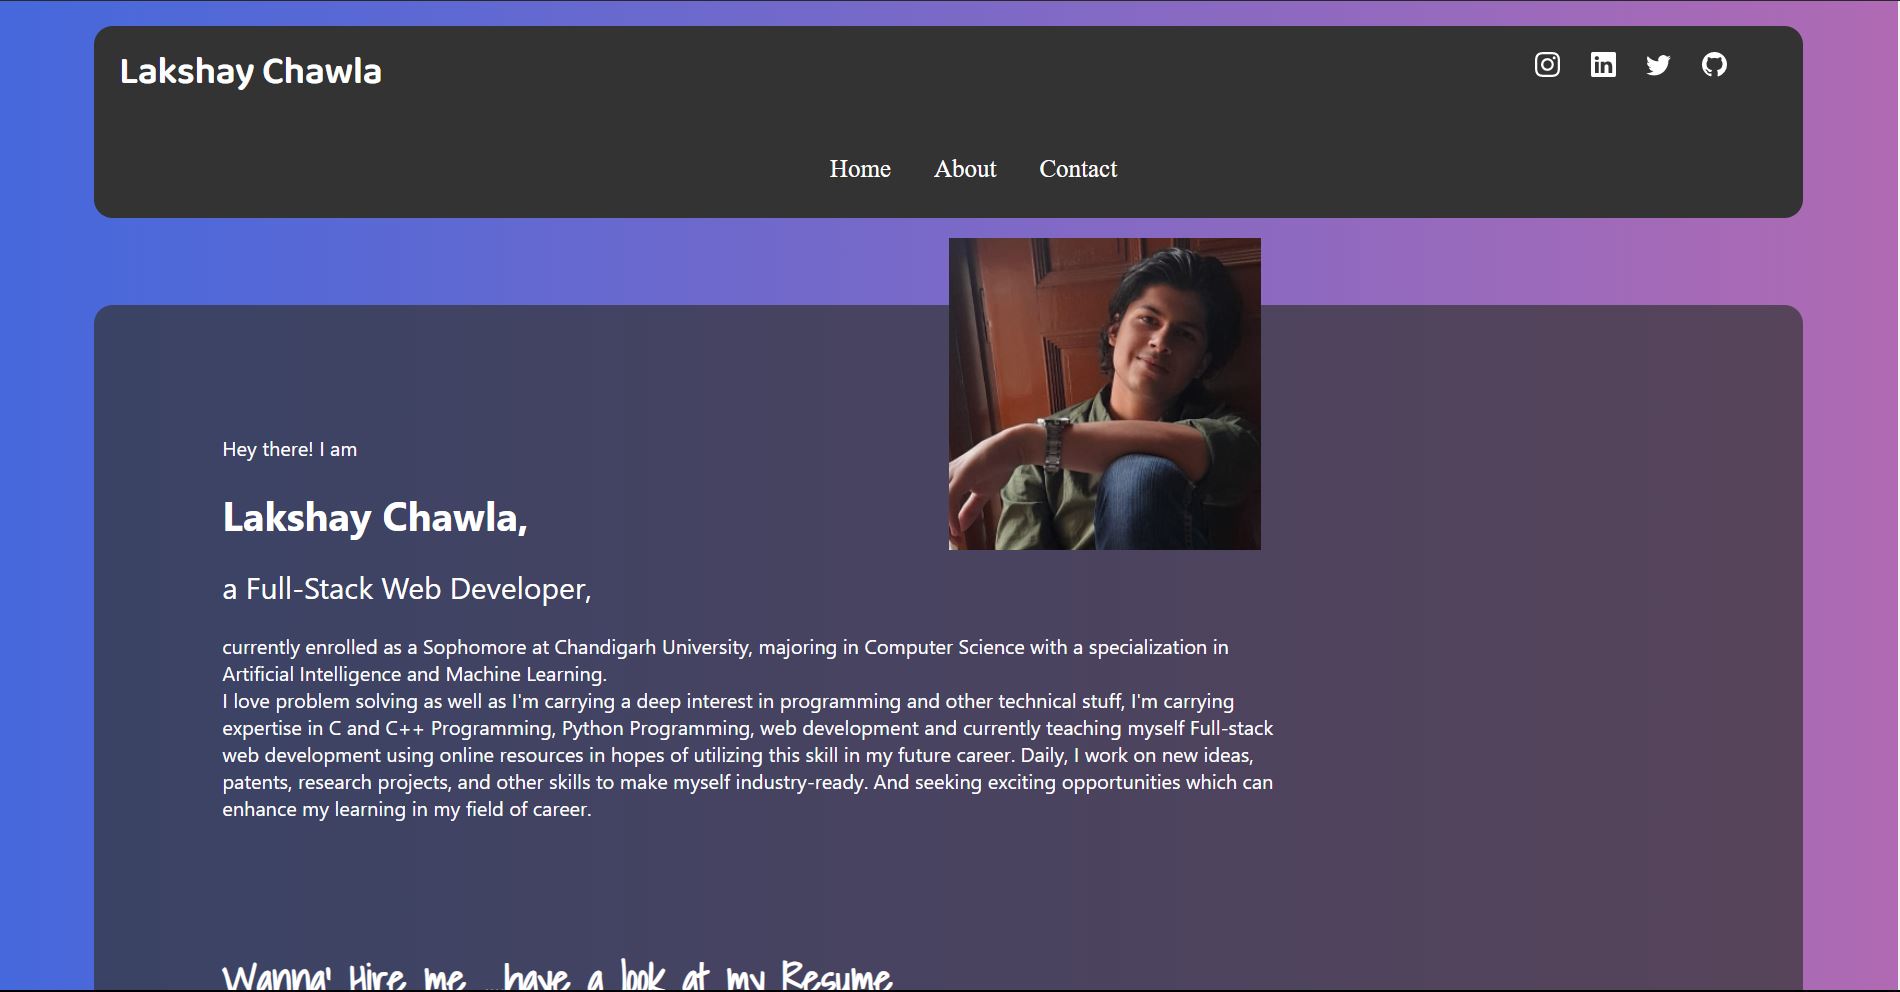 Lakshay Chawla
Home About Contact
Hey there! I am
Lakshay Chawla,
a Full-Stack Web Developer,
currently enrolled as a Sophomore at Chandigarh University, majoring in Computer Science with a specialization in
Artificial Intelligence and Machine Learning.
I love problem solving as well as I'm carrying a deep interest in programming and other technical stuff, I'm carrying
expertise in C and C++ Programming, Python Programming, web development and currently teaching myself Full-stack
web development using online resources in hopes of utilizing this skill in my future career. Daily, I work on new ideas,
patents, research projects, and other skills to make myself industry-ready. And seeking exciting opportunities which can
enhance my learning in my field of career.
Wanna' Hire me ...have a look at my Resume